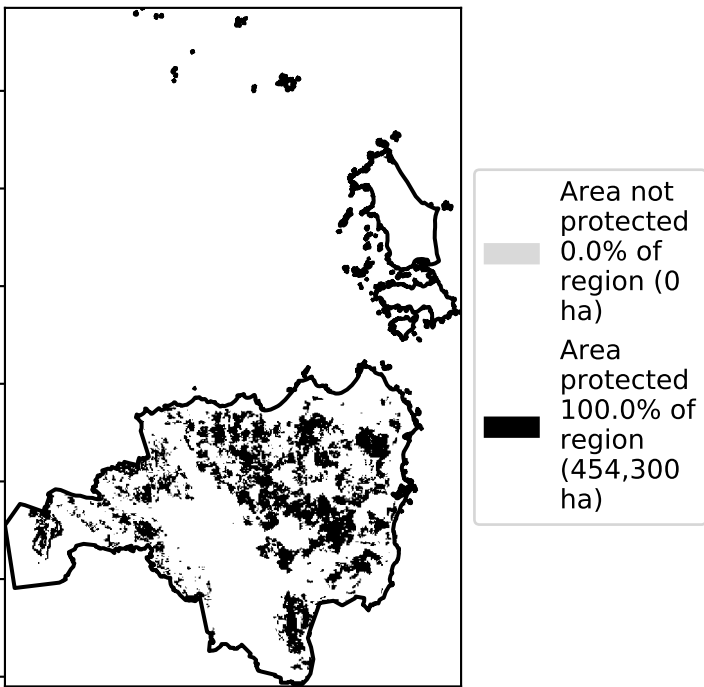 Area not
protected
0.0% of
region (0
ha)
Area
protected
100.0% of
region
(454,300
ha)